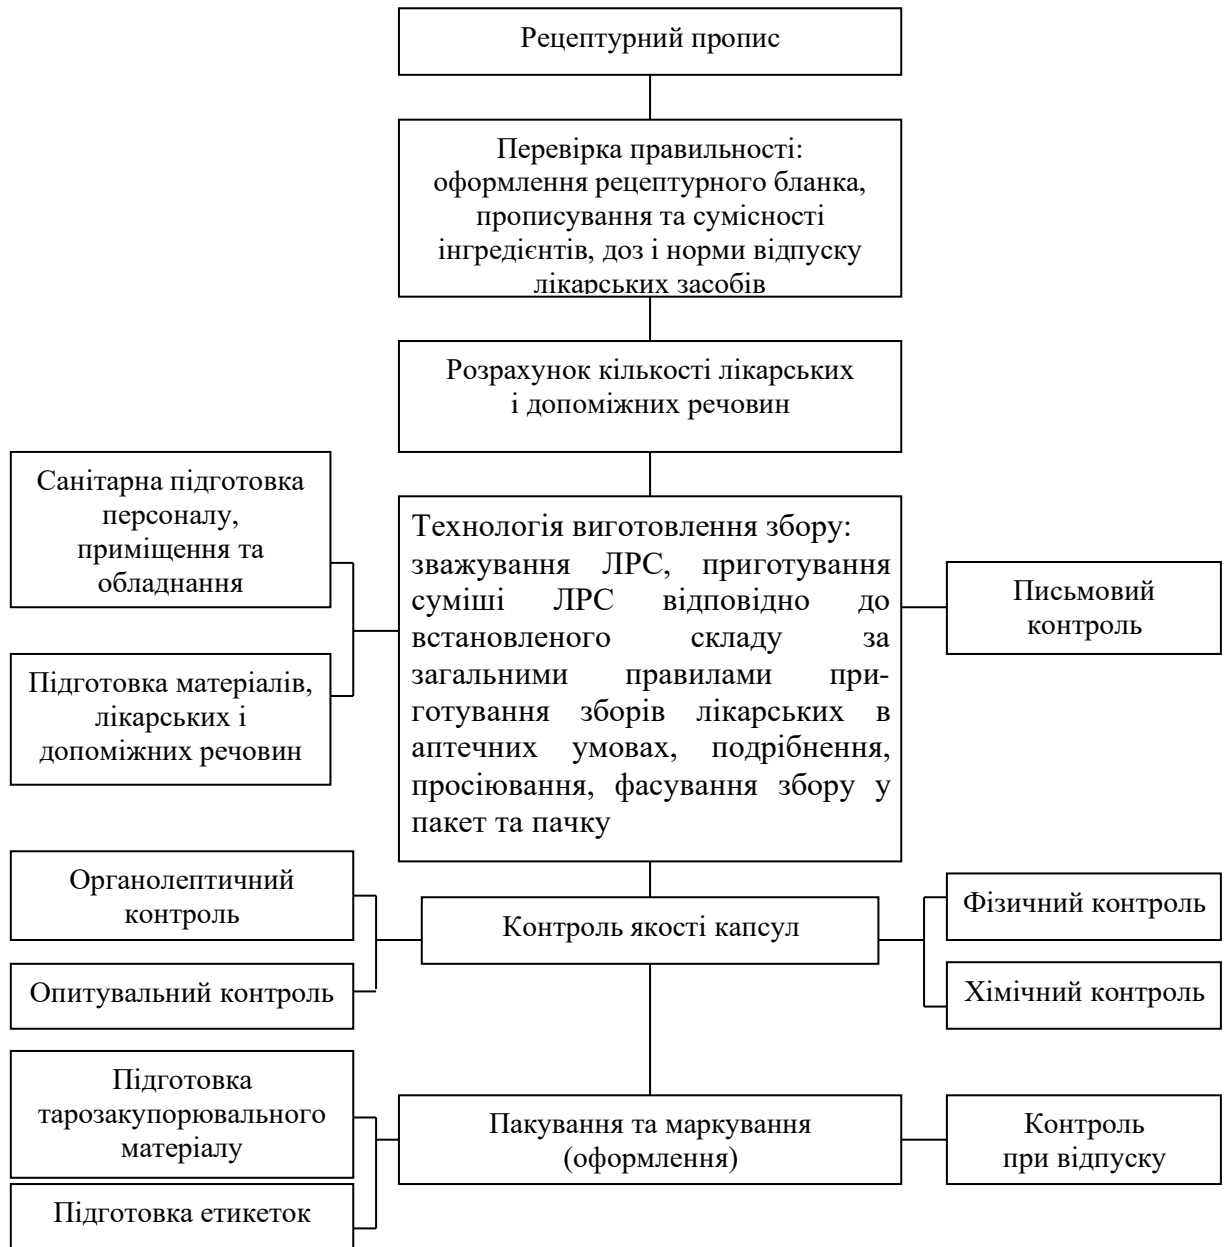 Рецептурний пропис
Перевірка правильності:
оформлення рецептурного бланка,
прописування та сумісності
інгредієнтів, доз і норми відпуску
лікарських засобів
Розрахунок кількості лікарських
і допоміжних речовин
Санітарна підготовка
персоналу,
приміщення та
обладнання
Підготовка матеріалів,
лікарських і
допоміжних речовин
Технологія виготовлення збору:
зважування ЛРС, приготування
суміші ЛРС відповідно до
встановленого складу за
загальними правилами при-
готування зборів лікарських в
аптечних умовах, подрібнення,
просіювання, фасування збору у
пакет та пачку
Письмовий
контроль
Органолептичний
контроль
Опитувальний контроль
Контроль якості капсул
Фізичний контроль
Хімічний контроль
Підготовка
тарозакупорювального
матеріалу
Підготовка етикеток
Пакування та маркування
(оформлення)
Контроль
при відпуску